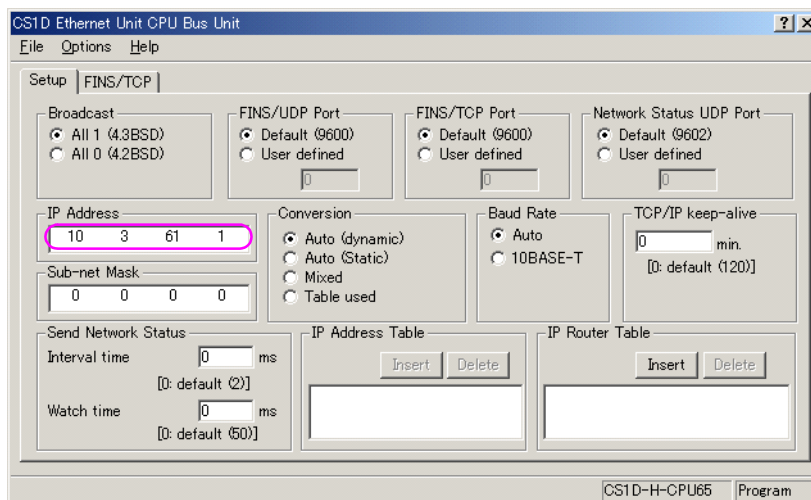 CS1D Ethernet Unit CPU Bus Unit
File Options Help
Setup FINS/TCP
Broadcast
All 1 (4.3BSD)
All 0 (4.2BSD)
FINS/UDP Port
Default (9600)
User defined
0
FINS/TCP Port
Default (9600)
User defined
0
Network Status UDP Port
Default (9602)
User defined
0
IP Address
10 3 61 1
Sub-net Mask
0 0 0 0
Conversion
Auto (dynamic)
Auto (Static)
Mixed
Table used
Baud Rate
Auto
10BASE-T
TCP/IP keep-alive
0 min.
[0: default (120)]
Send Network Status
Interval time 0 ms
[0: default (2)]
Watch time 0 ms
[0: default (50)]
IP Address Table
Insert Delete
IP Router Table
Insert Delete
CS1D-H-CPU65 Program